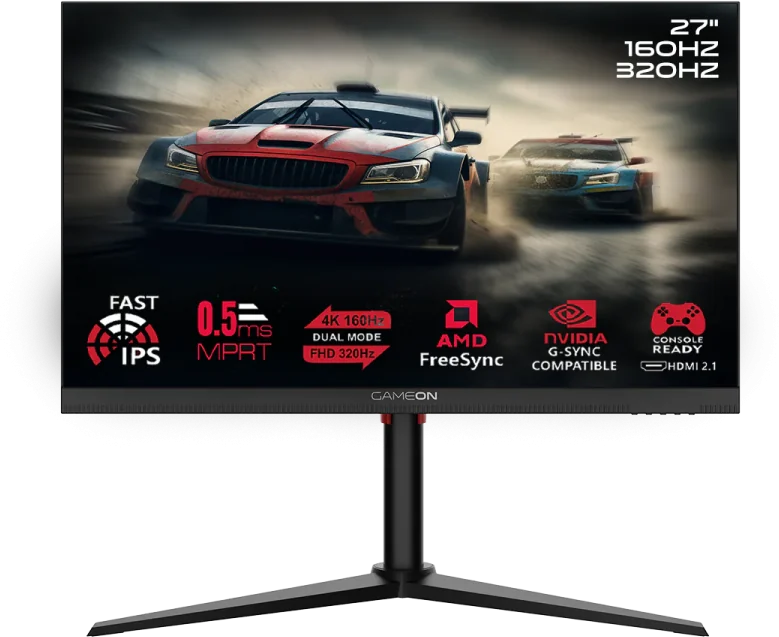 27"
160HZ
320HZ
FAST
IPS
0.5ms
MPRT
4K 160Hz
DUAL MODE
FHD 320Hz
AMD
FreeSync
NVIDIA
G-SYNC
COMPATIBLE
CONSOLE
READY
HDMI 2.1
GAMEON